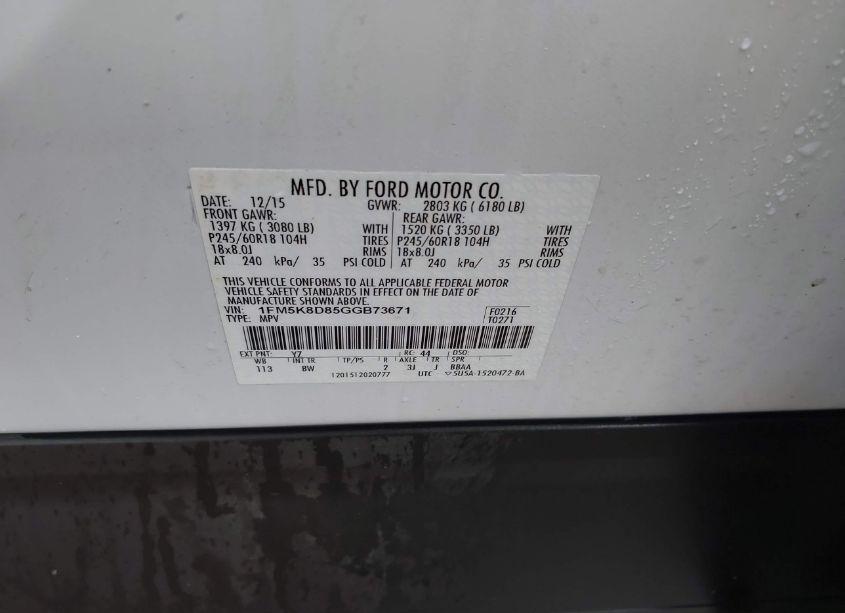 MFD. BY FORD MOTOR CO.
DATE: 12/15 GVWR: 2803 KG ( 6180 LB)
FRONT GAWR: REAR GAWR:
1397 KG ( 3080 LB) WITH 1520 KG ( 3350 LB) WITH
P245/60R18 104H TIRES P245/60R18 104H TIRES
18x8.0J RIMS 18x8.0J RIMS
AT 240 kPa/ 35 PSI COLD AT 240 kPa/ 35 PSI COLD
THIS VEHICLE CONFORMS TO ALL APPLICABLE FEDERAL MOTOR
VEHICLE SAFETY STANDARDS IN EFFECT ON THE DATE OF
MANUFACTURE SHOWN ABOVE.
VIN: 1FM5K8D85GGB73671 F0216
TYPE: MPV T0271
EXT PNT: Y7 RC: 44 DSO:
WB INT TR TP/PS R AXLE TR SPR
113 BW 2 3J J BBAA
1201512020777 UTC ▽5U5A-1520472-BA